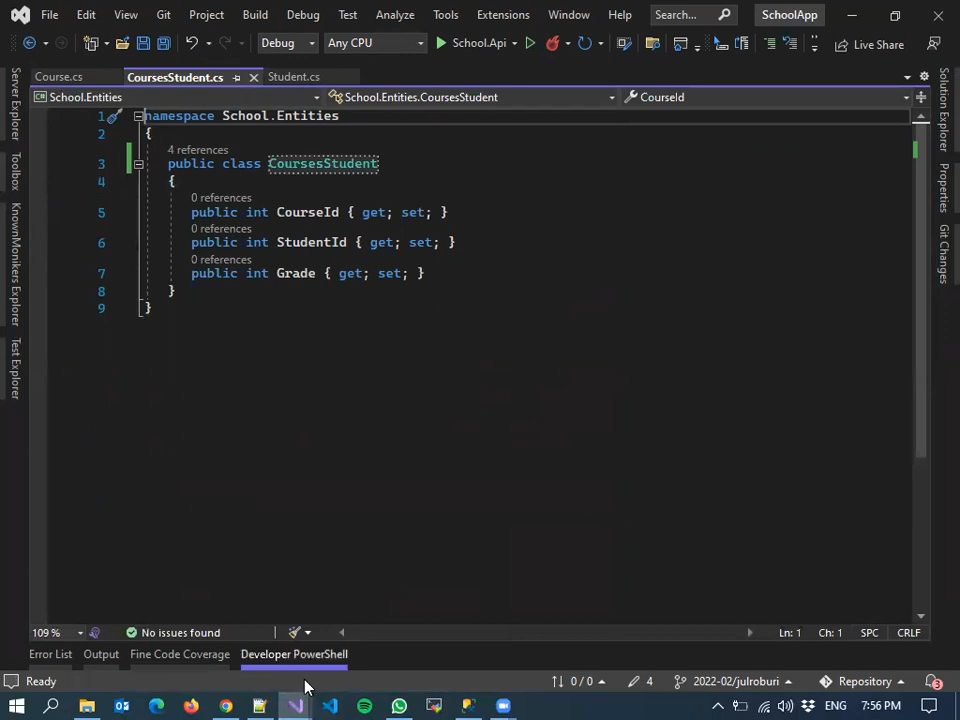 File Edit View Git Project Build Debug Test Analyze Tools Extensions Window Help Search... SchoolApp
Debug Any CPU School.Api Live Share
Course.cs CoursesStudent.cs Student.cs
School.Entities School.Entities.CoursesStudent CourseId
1 namespace School.Entities
2 {
4 references
3 public class CoursesStudent
4 {
0 references
5 public int CourseId { get; set; }
0 references
6 public int StudentId { get; set; }
0 references
7 public int Grade { get; set; }
8 }
9 }
Server Explorer
Toolbox
KnownMonikers Explorer
Test Explorer
Solution Explorer
Properties
Git Changes
109 % No issues found Ln: 1 Ch: 1 SPC CRLF
Error List Output Fine Code Coverage Developer PowerShell
Ready 0 / 0 4 2022-02/julroburi Repository 3
ENG 7:56 PM